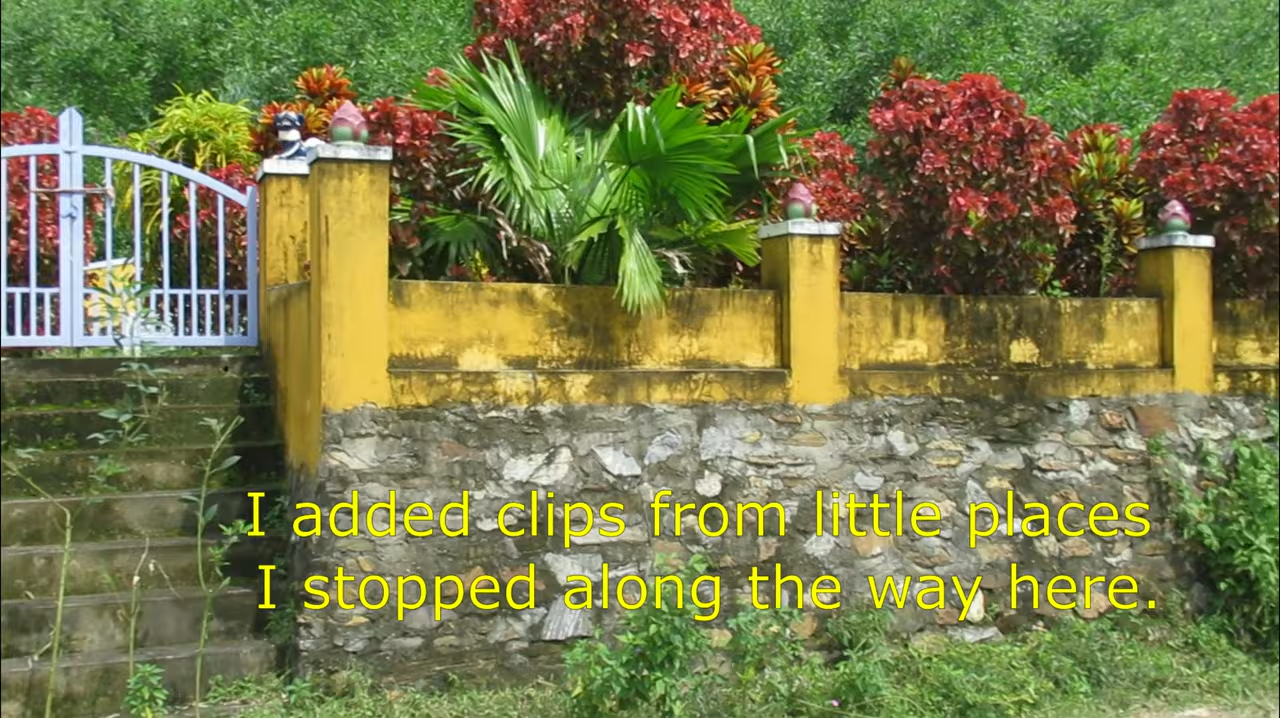 I added clips from little places
I stopped along the way here.